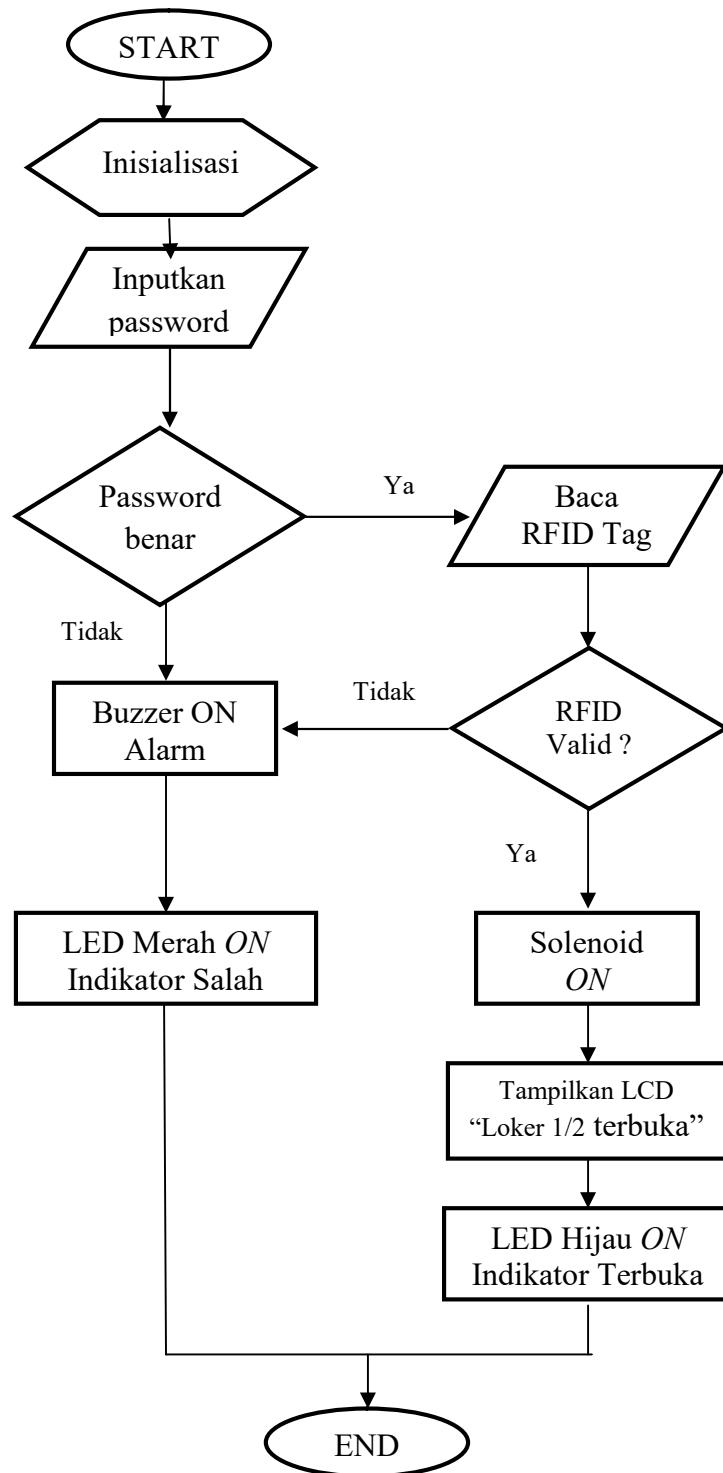 START
Inisialisasi
Inputkan
password
Password
benar
Ya
Baca
RFID Tag
Tidak
Buzzer ON
Alarm
Tidak
RFID
Valid ?
Ya
LED Merah ON
Indikator Salah
Solenoid
ON
Tampilkan LCD
“Loker 1/2 terbuka”
LED Hijau ON
Indikator Terbuka
END